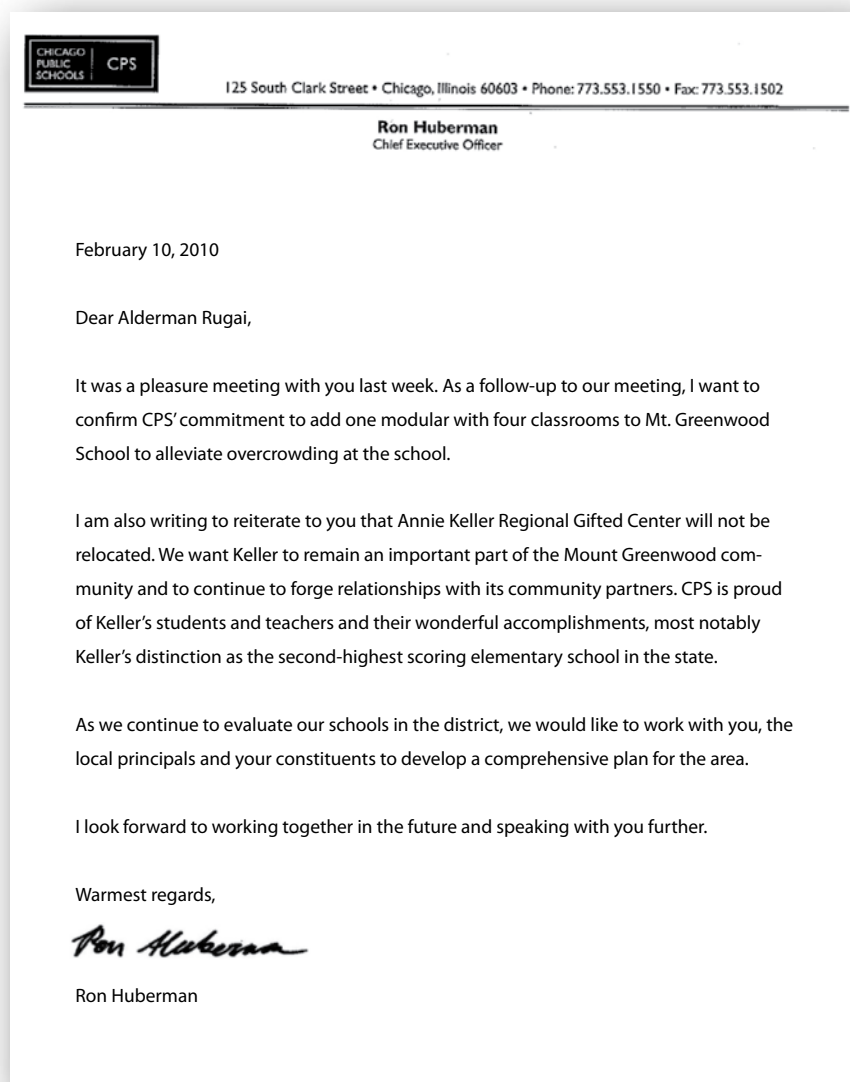 CHICAGO
PUBLIC
SCHOOLS
CPS
125 South Clark Street • Chicago, Illinois 60603 • Phone: 773.553.1550 • Fax: 773.553.1502
Ron Huberman
Chief Executive Officer
February 10, 2010
Dear Alderman Rugai,
It was a pleasure meeting with you last week. As a follow-up to our meeting, I want to
confirm CPS’ commitment to add one modular with four classrooms to Mt. Greenwood
School to alleviate overcrowding at the school.
I am also writing to reiterate to you that Annie Keller Regional Gifted Center will not be
relocated. We want Keller to remain an important part of the Mount Greenwood com-
munity and to continue to forge relationships with its community partners. CPS is proud
of Keller’s students and teachers and their wonderful accomplishments, most notably
Keller’s distinction as the second-highest scoring elementary school in the state.
As we continue to evaluate our schools in the district, we would like to work with you, the
local principals and your constituents to develop a comprehensive plan for the area.
I look forward to working together in the future and speaking with you further.
Warmest regards,
Ron Huberman
Ron Huberman